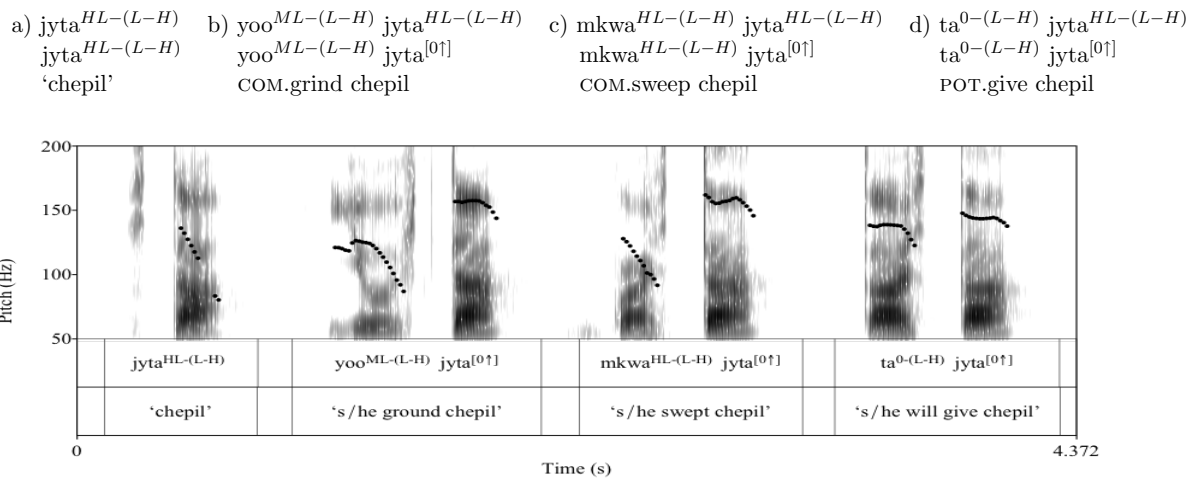 a) jyta^{HL−(L−H)} b) yoo^{ML−(L−H)} jyta^{HL−(L−H)} c) mkwa^{HL−(L−H)} jyta^{HL−(L−H)} d) ta^{0−(L−H)} jyta^{HL−(L−H)}
jyta^{HL−(L−H)} yoo^{ML−(L−H)} jyta^{[0↑]} mkwa^{HL−(L−H)} jyta^{[0↑]} ta^{0−(L−H)} jyta^{[0↑]}
‘chepil’ COM.grind chepil COM.sweep chepil POT.give chepil
200
150
100
50
Pitch (Hz)
jyta^{HL-(L-H)} yoo^{ML-(L-H)} jyta^{[0↑]} mkwa^{HL-(L-H)} jyta^{[0↑]} ta^{0-(L-H)} jyta^{[0↑]}
‘chepil’ ‘s/he ground chepil’ ‘s/he swept chepil’ ‘s/he will give chepil’
0 4.372
Time (s)